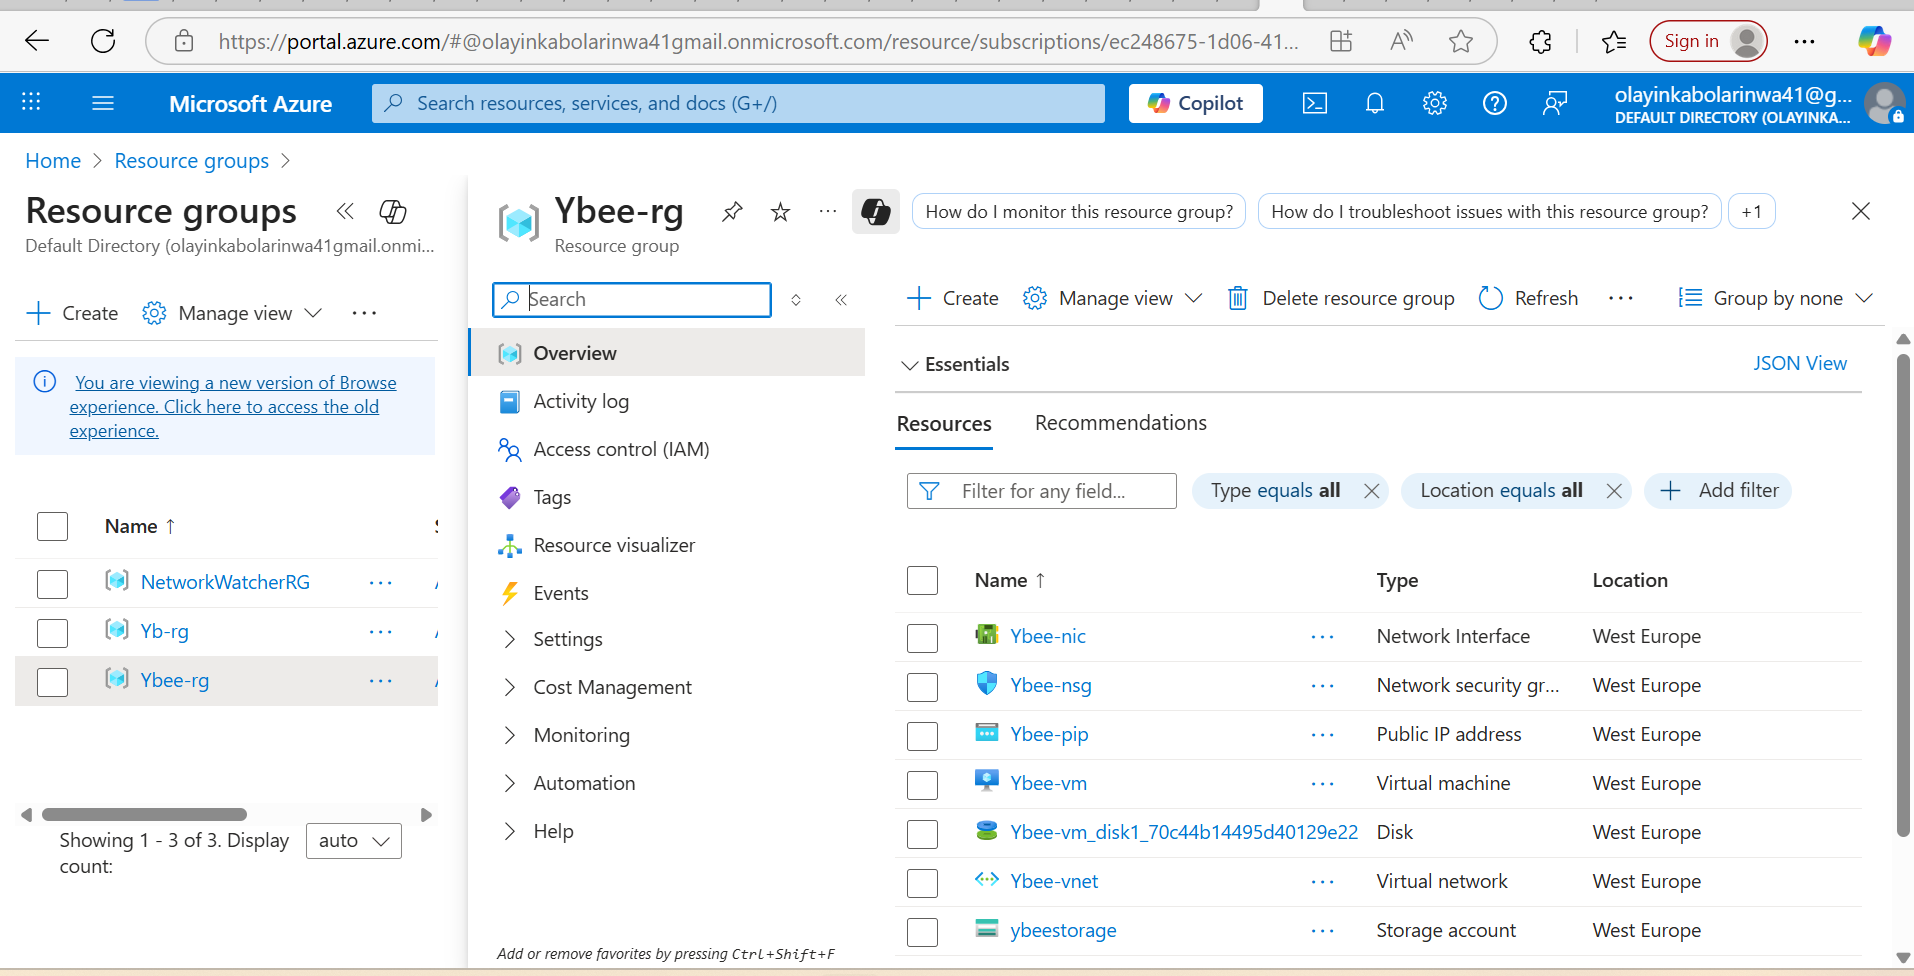 https://portal.azure.com/#@olayinkabolarinwa41gmail.onmicrosoft.com/resource/subscriptions/ec248675-1d06-41...
Sign in
Microsoft Azure
Search resources, services, and docs (G+/)
Copilot
olayinkabolarinwa41@g...
DEFAULT DIRECTORY (OLAYINKA...
Home > Resource groups >
Resource groups
Default Directory (olayinkabolarinwa41gmail.onmi...
Create
Manage view
You are viewing a new version of Browse
experience. Click here to access the old
experience.
Name ↑
NetworkWatcherRG
Yb-rg
Ybee-rg
Showing 1 - 3 of 3. Display
count:
auto
Ybee-rg
Resource group
How do I monitor this resource group?
How do I troubleshoot issues with this resource group?
+1
Search
Overview
Activity log
Access control (IAM)
Tags
Resource visualizer
Events
Settings
Cost Management
Monitoring
Automation
Help
Add or remove favorites by pressing Ctrl+Shift+F
Create
Manage view
Delete resource group
Refresh
Group by none
Essentials
JSON View
Resources
Recommendations
Filter for any field...
Type equals all
Location equals all
Add filter
Name ↑ Type Location
Ybee-nic Network Interface West Europe
Ybee-nsg Network security gr... West Europe
Ybee-pip Public IP address West Europe
Ybee-vm Virtual machine West Europe
Ybee-vm_disk1_70c44b14495d40129e22 Disk West Europe
Ybee-vnet Virtual network West Europe
ybeestorage Storage account West Europe